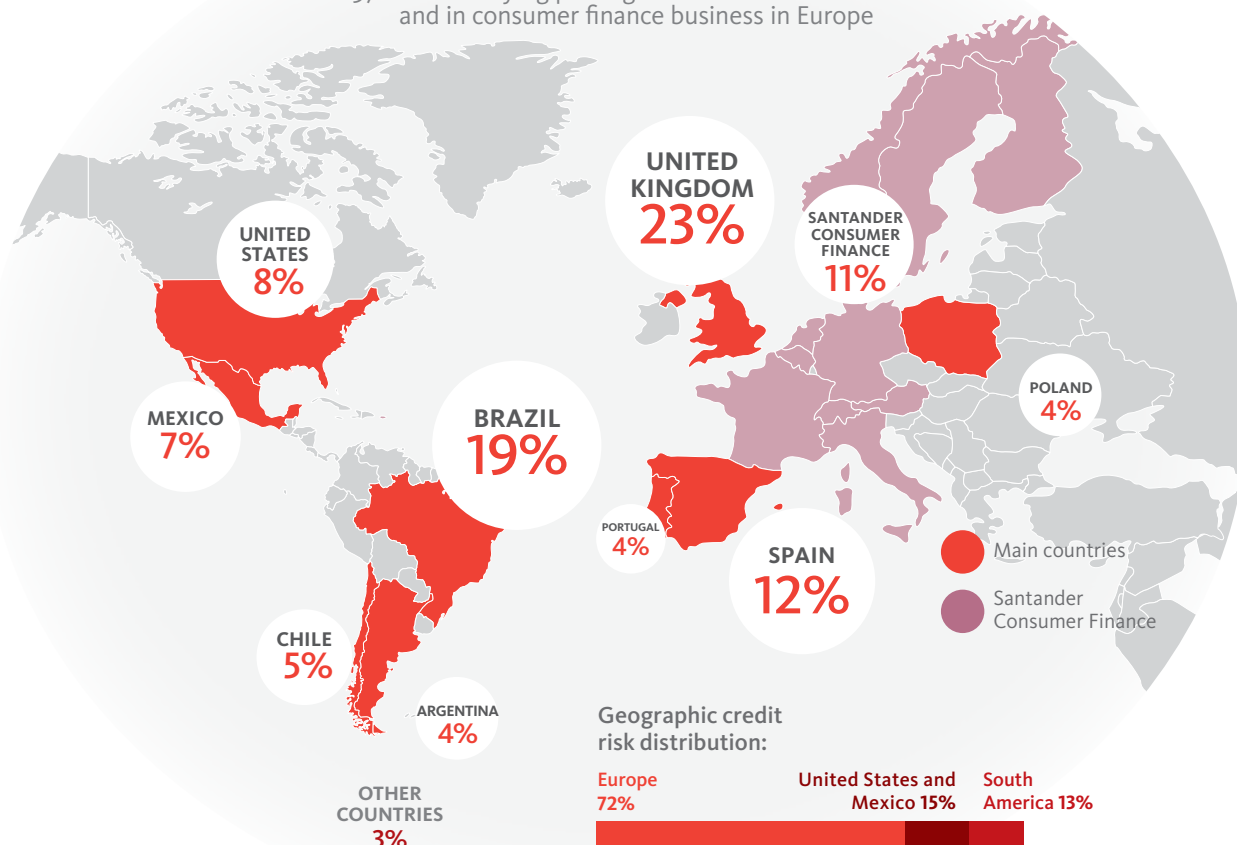 and in consumer finance business in Europe
UNITED
KINGDOM
23%
SANTANDER
CONSUMER
FINANCE
11%
UNITED
STATES
8%
POLAND
4%
MEXICO
7%
BRAZIL
19%
PORTUGAL
4%
SPAIN
12%
Main countries
Santander
Consumer Finance
CHILE
5%
ARGENTINA
4%
OTHER
COUNTRIES
3%
Geographic credit
risk distribution:
Europe
72%
United States and
Mexico 15%
South
America 13%